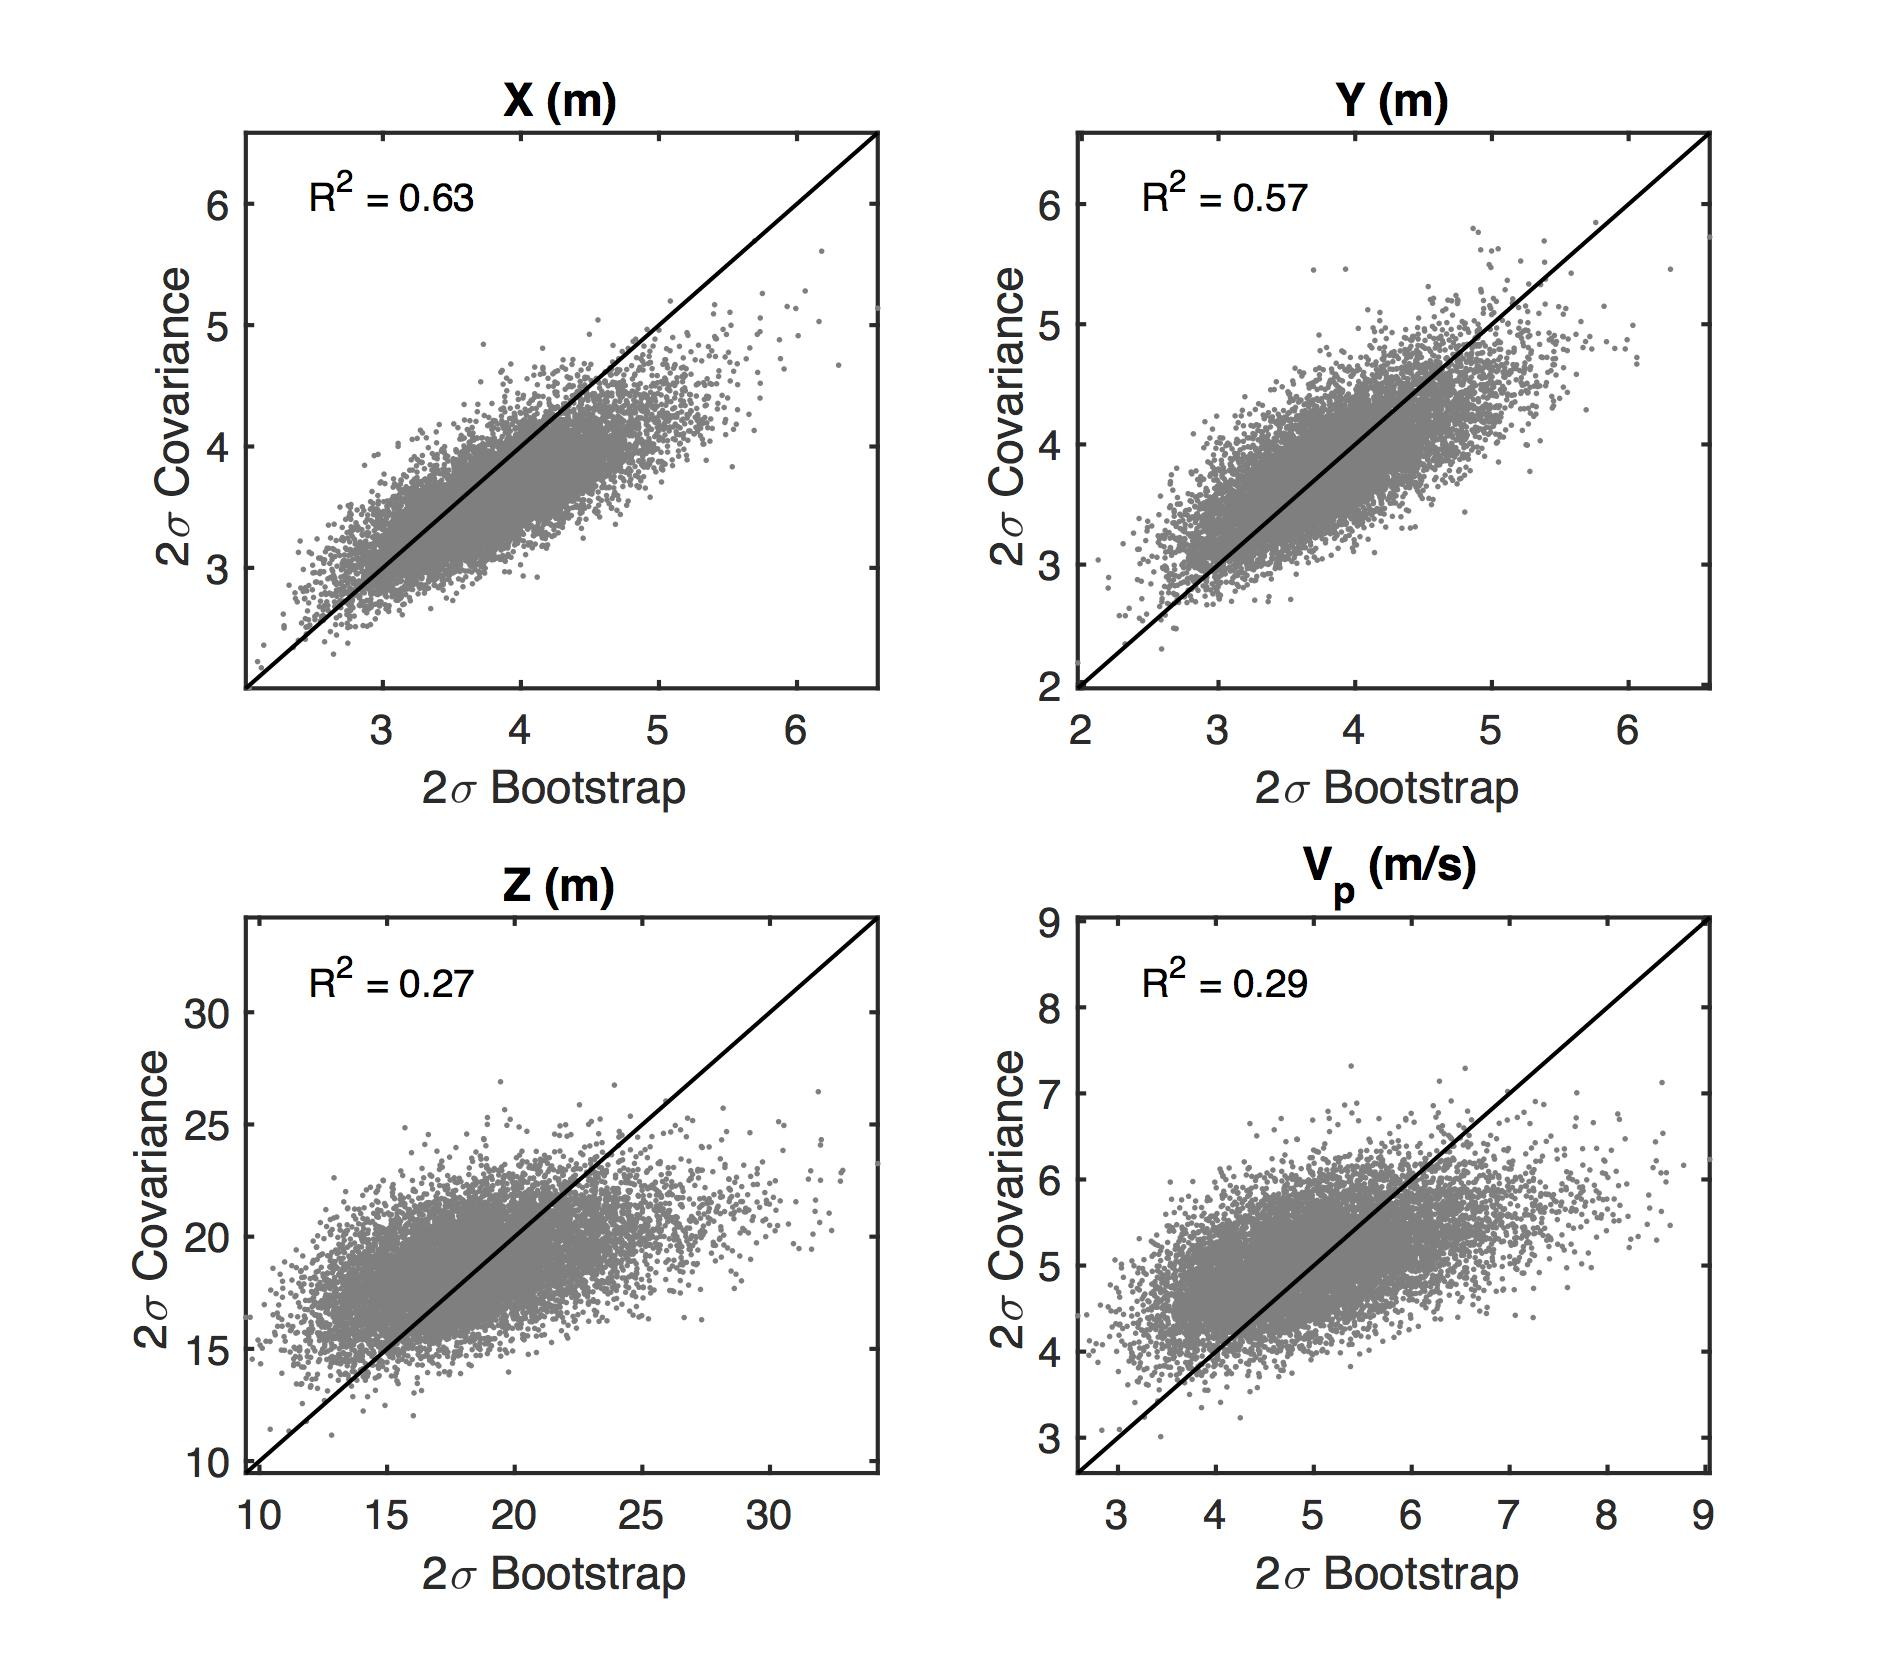 X (m)
R² = 0.63
6
5
4
3
2σ Covariance
3 4 5 6
2σ Bootstrap
Y (m)
R² = 0.57
6
5
4
3
2
2σ Covariance
2 3 4 5 6
2σ Bootstrap
Z (m)
R² = 0.27
30
25
20
15
10
2σ Covariance
10 15 20 25 30
2σ Bootstrap
Vₚ (m/s)
R² = 0.29
9
8
7
6
5
4
3
2σ Covariance
3 4 5 6 7 8 9
2σ Bootstrap